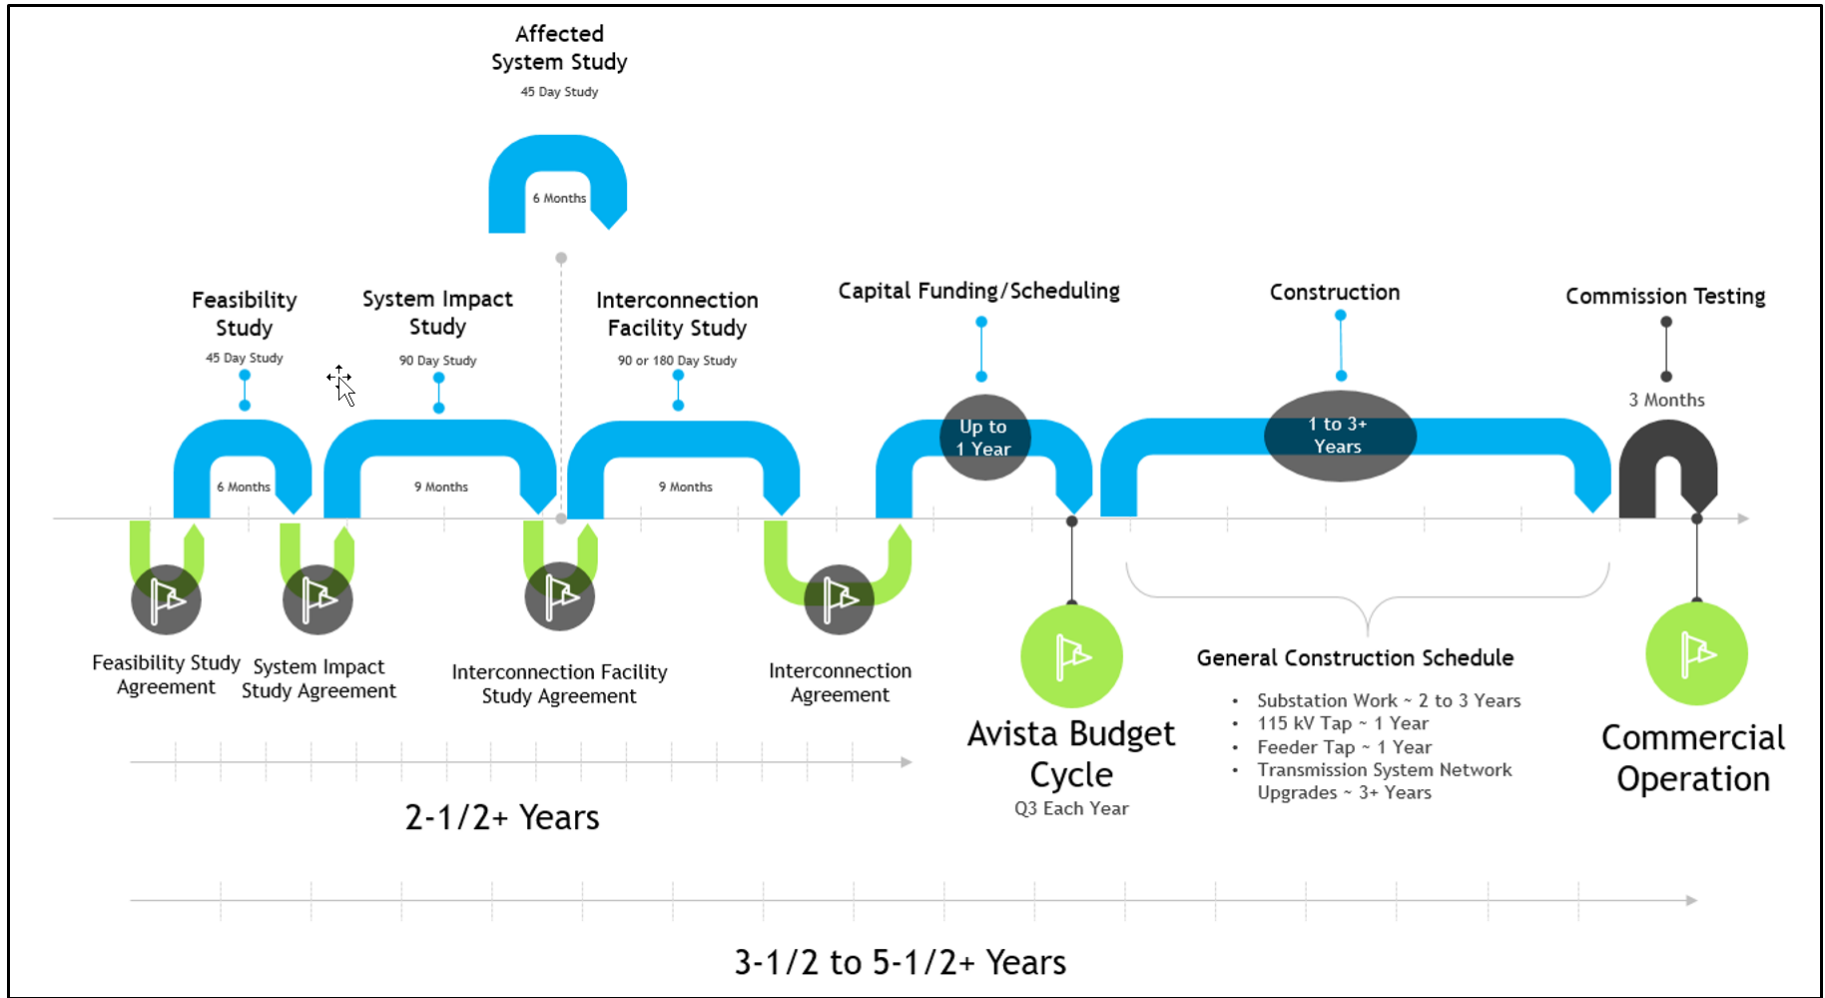 Affected
System Study
45 Day Study
6 Months
Feasibility
Study
45 Day Study
6 Months
System Impact
Study
90 Day Study
9 Months
Interconnection
Facility Study
90 or 180 Day Study
9 Months
Capital Funding/Scheduling
Up to
1 Year
Construction
1 to 3+
Years
Commission Testing
3 Months
Feasibility Study
Agreement
System Impact
Study Agreement
Interconnection Facility
Study Agreement
Interconnection
Agreement
Avista Budget
Cycle
Q3 Each Year
General Construction Schedule
• Substation Work ~ 2 to 3 Years
• 115 kV Tap ~ 1 Year
• Feeder Tap ~ 1 Year
• Transmission System Network
Upgrades ~ 3+ Years
Commercial
Operation
2-1/2+ Years
3-1/2 to 5-1/2+ Years